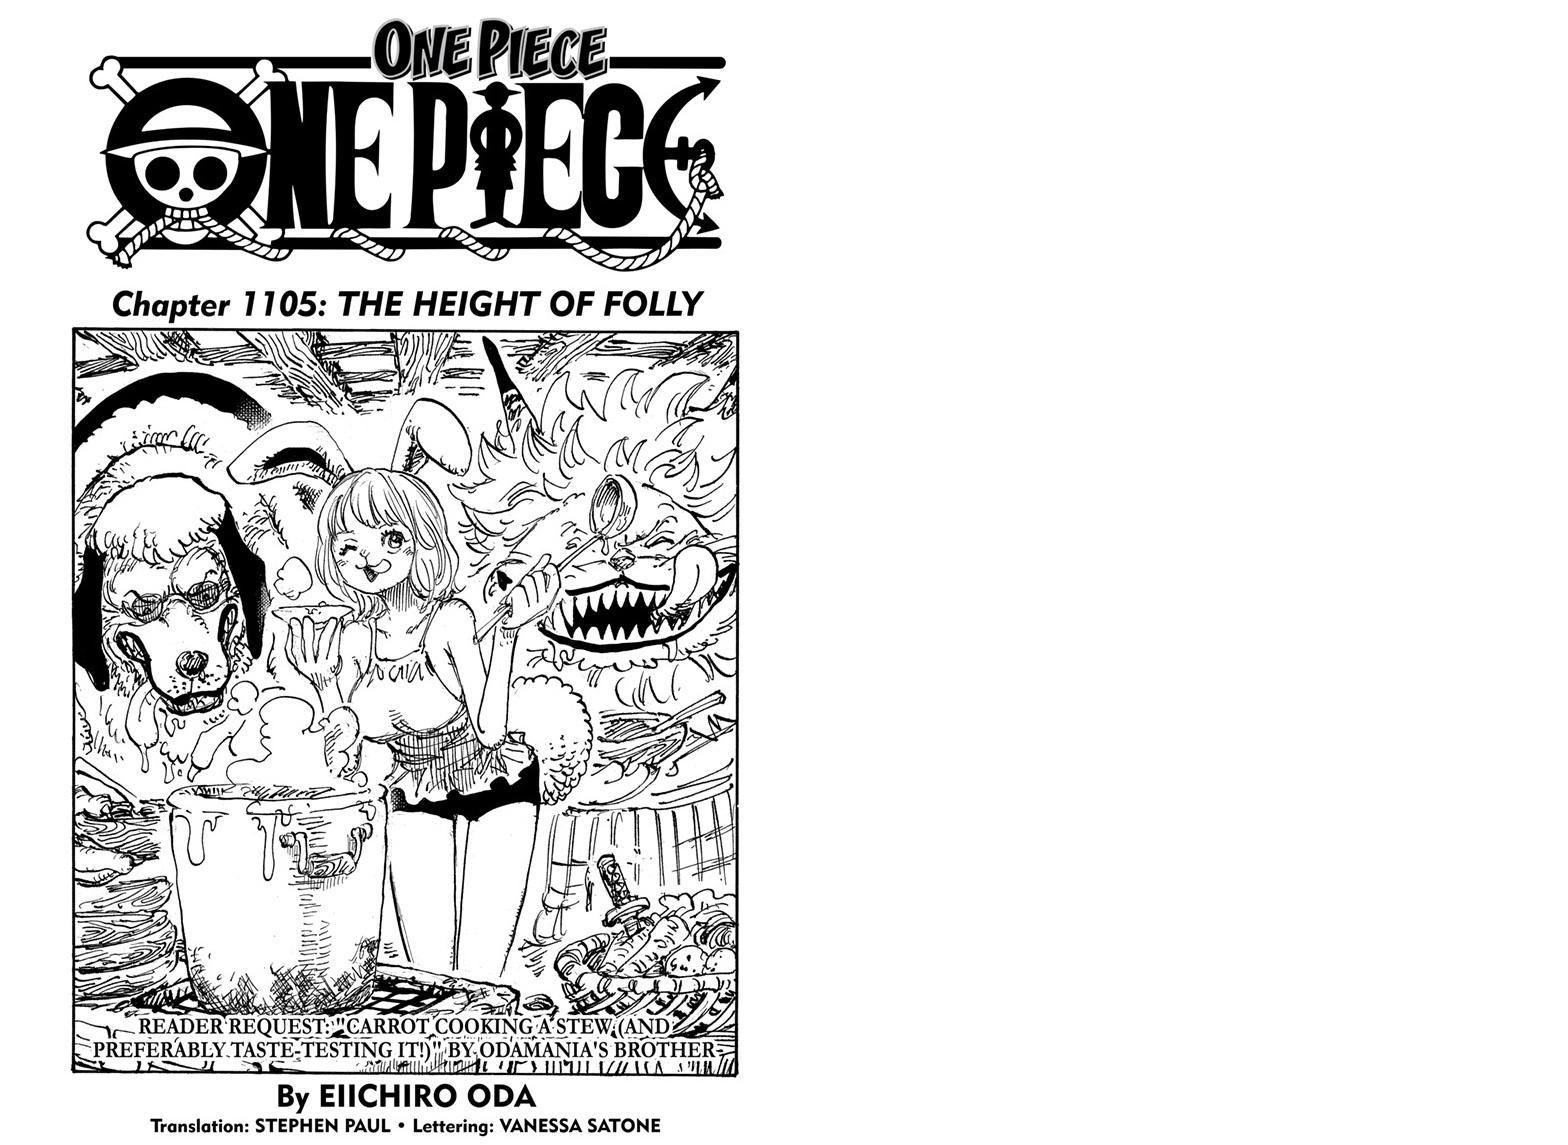 ONE PIECE
ONE PIECE
Chapter 1105: THE HEIGHT OF FOLLY
READER REQUEST: "CARROT COOKING A STEW (AND
PREFERABLY TASTE-TESTING IT!)" BY ODAMANIA'S BROTHER
By EIICHIRO ODA
Translation: STEPHEN PAUL • Lettering: VANESSA SATONE